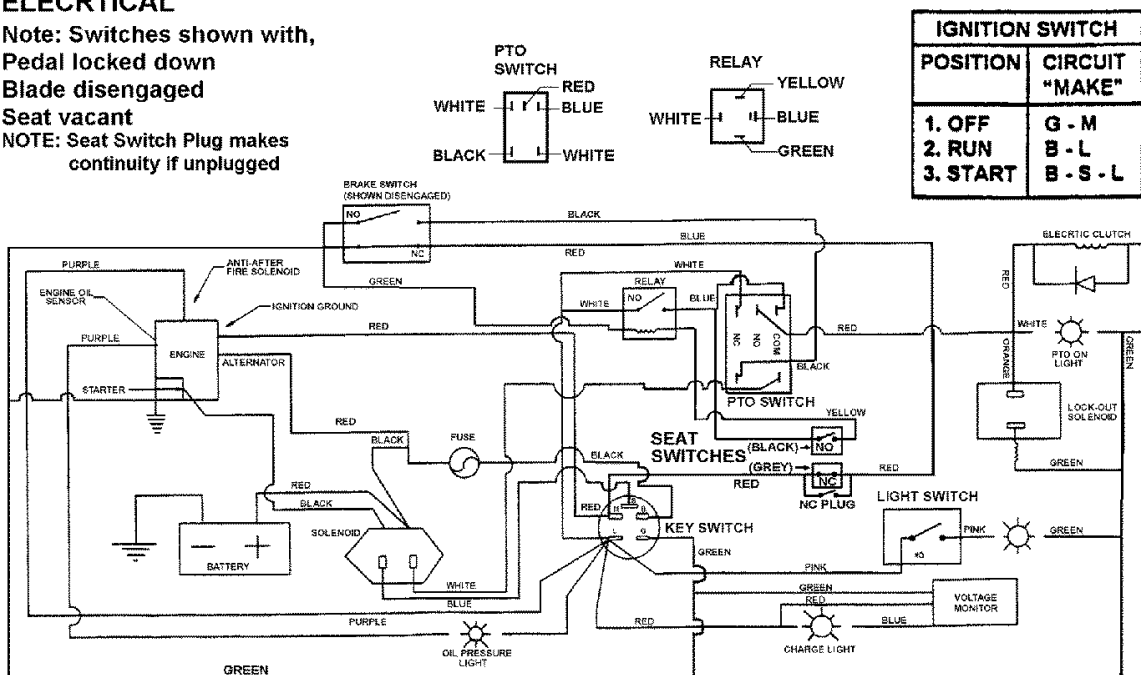 ELECRTICAL
Note: Switches shown with,
Pedal locked down
Blade disengaged
Seat vacant
NOTE: Seat Switch Plug makes
continuity if unplugged
PTO
SWITCH
RED
WHITE
BLUE
BLACK
WHITE
RELAY
YELLOW
WHITE
BLUE
GREEN
IGNITION SWITCH
POSITION
CIRCUIT
"MAKE"
1. OFF
G - M
2. RUN
B - L
3. START
B - S - L
BRAKE SWITCH
(SHOWN DISENGAGED)
NO
NC
BLACK
BLUE
RED
WHITE
GREEN
PURPLE
ANTI-AFTER
FIRE SOLENOID
ENGINE OIL
SENSOR
IGNITION GROUND
PURPLE
RED
ENGINE
ALTERNATOR
STARTER
RELAY
WHITE
NO
BLUE
NC
NO
COM
RED
BLACK
PTO SWITCH
ELECRTIC CLUTCH
RED
WHITE
PTO ON
LIGHT
GREEN
ORANGE
LOCK-OUT
SOLENOID
GREEN
RED
BLACK
FUSE
BLACK
SEAT
SWITCHES
YELLOW
(BLACK)
NO
(GREY)
NC
RED
RED
NC PLUG
RED
BLACK
SOLENOID
BATTERY
RED
M
S
B
L
G
KEY SWITCH
GREEN
LIGHT SWITCH
PINK
GREEN
PINK
WHITE
BLUE
PURPLE
OIL PRESSURE
LIGHT
RED
GREEN
RED
BLUE
VOLTAGE
MONITOR
CHARGE LIGHT
GREEN